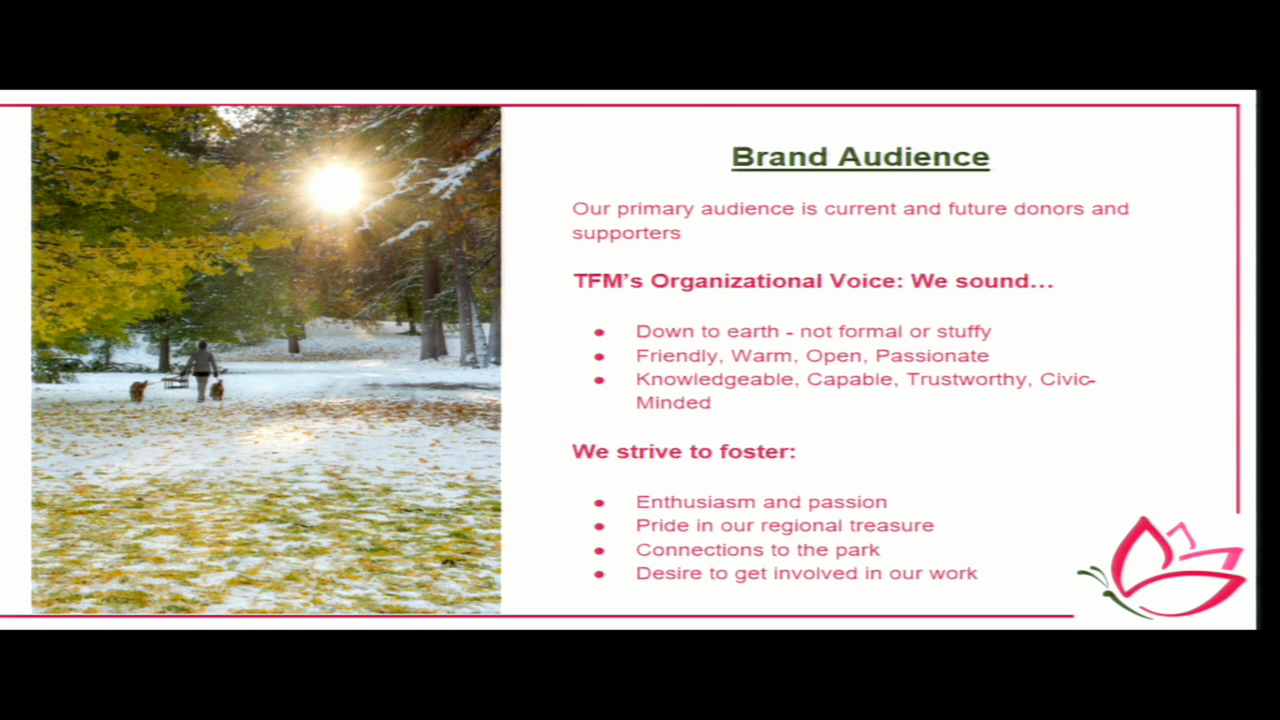 Brand Audience
Our primary audience is current and future donors and
supporters
TFM's Organizational Voice: We sound...
● Down to earth - not formal or stuffy
● Friendly, Warm, Open, Passionate
● Knowledgeable, Capable, Trustworthy, Civic-
Minded
We strive to foster:
● Enthusiasm and passion
● Pride in our regional treasure
● Connections to the park
● Desire to get involved in our work